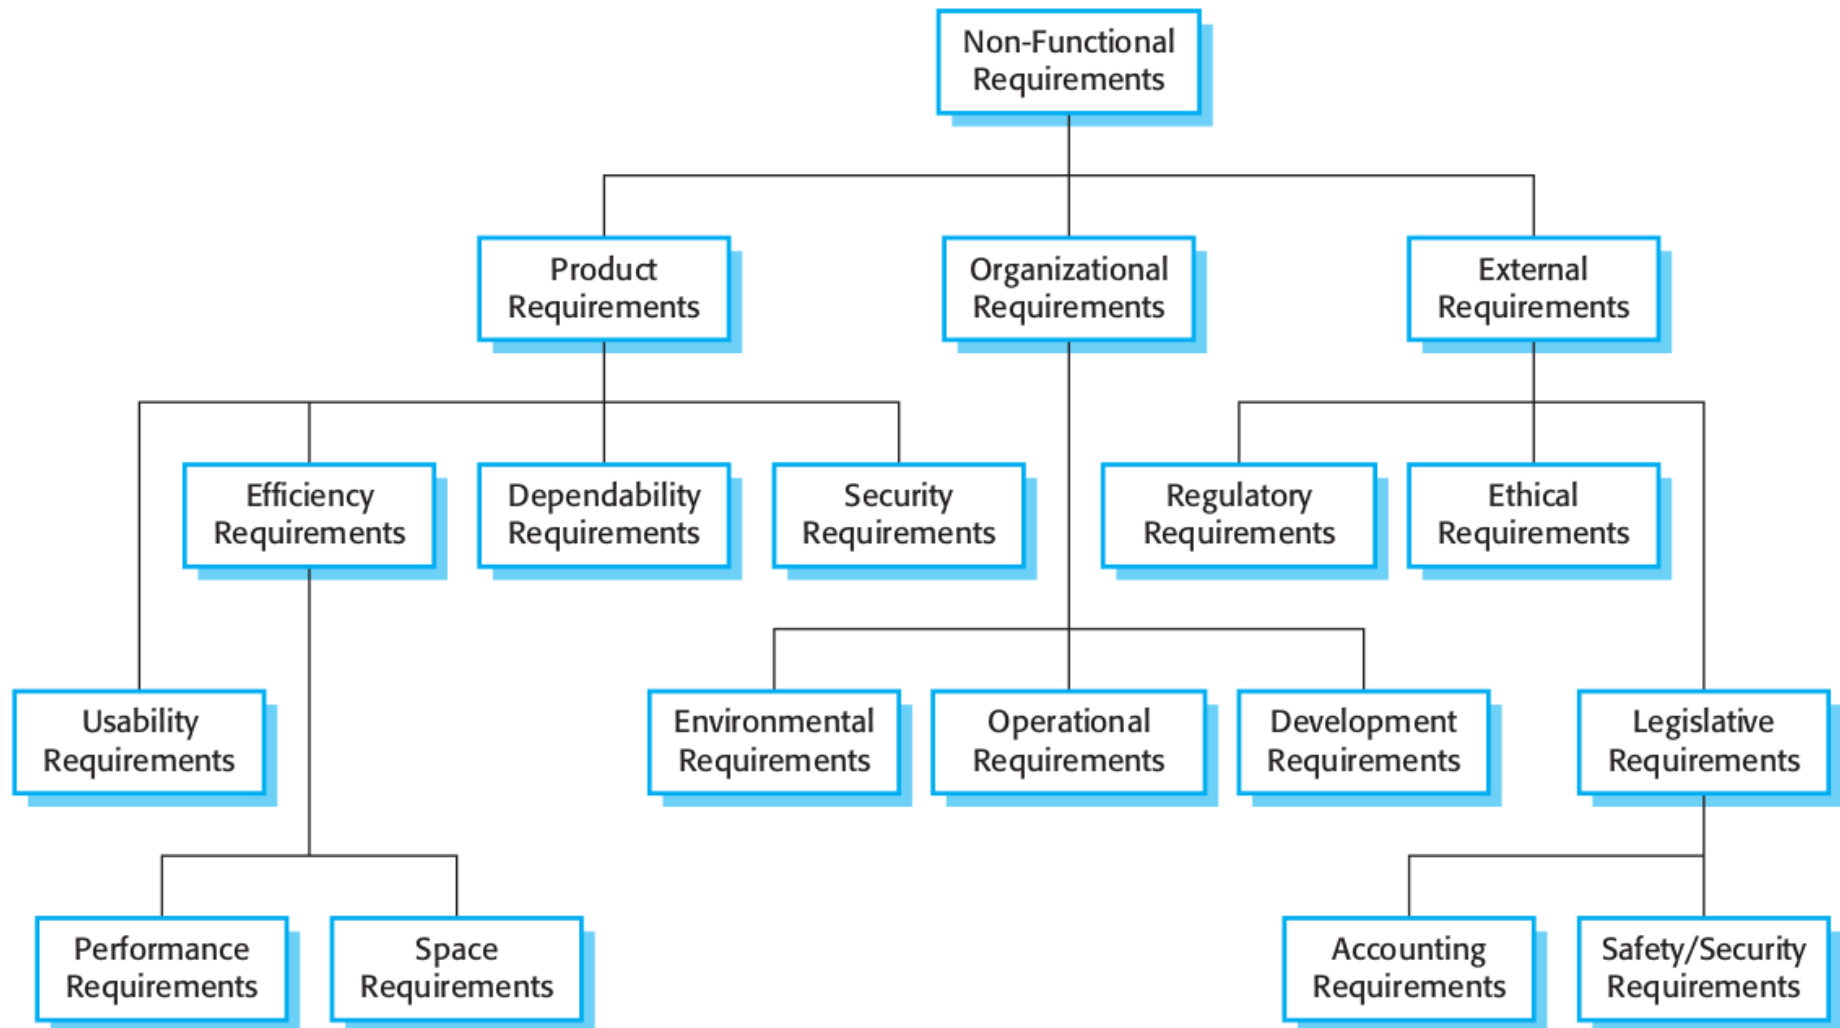 Non-Functional
Requirements
Product
Requirements
Organizational
Requirements
External
Requirements
Efficiency
Requirements
Dependability
Requirements
Security
Requirements
Regulatory
Requirements
Ethical
Requirements
Usability
Requirements
Environmental
Requirements
Operational
Requirements
Development
Requirements
Legislative
Requirements
Performance
Requirements
Space
Requirements
Accounting
Requirements
Safety/Security
Requirements